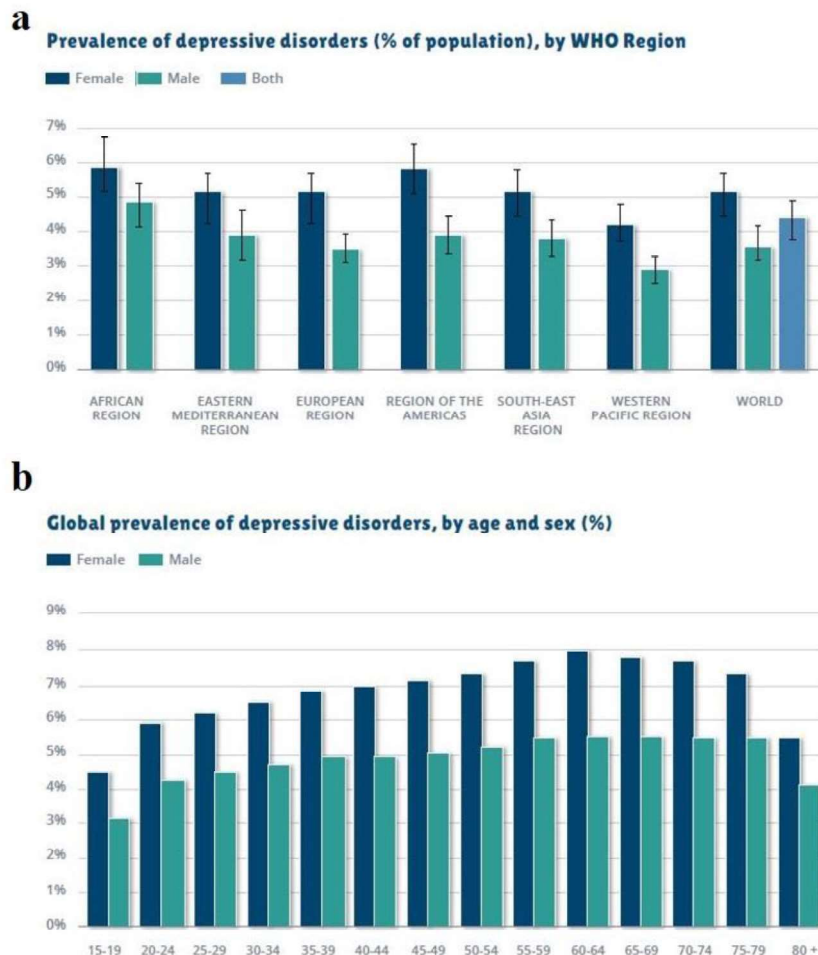 a
Prevalence of depressive disorders (% of population), by WHO Region
Female Male Both
7%
6%
5%
4%
3%
2%
1%
0%
AFRICAN REGION
EASTERN MEDITERRANEAN REGION
EUROPEAN REGION
REGION OF THE AMERICAS
SOUTH-EAST ASIA REGION
WESTERN PACIFIC REGION
WORLD
b
Global prevalence of depressive disorders, by age and sex (%)
Female Male
9%
8%
7%
6%
5%
4%
3%
2%
1%
0%
15-19 20-24 25-29 30-34 35-39 40-44 45-49 50-54 55-59 60-64 65-69 70-74 75-79 80 +